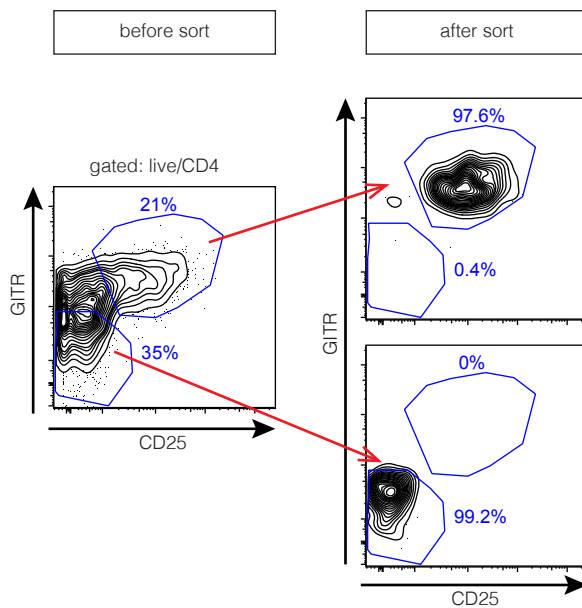 before sort
after sort
gated: live/CD4
21%
35%
GITR
CD25
97.6%
0.4%
GITR
0%
99.2%
CD25